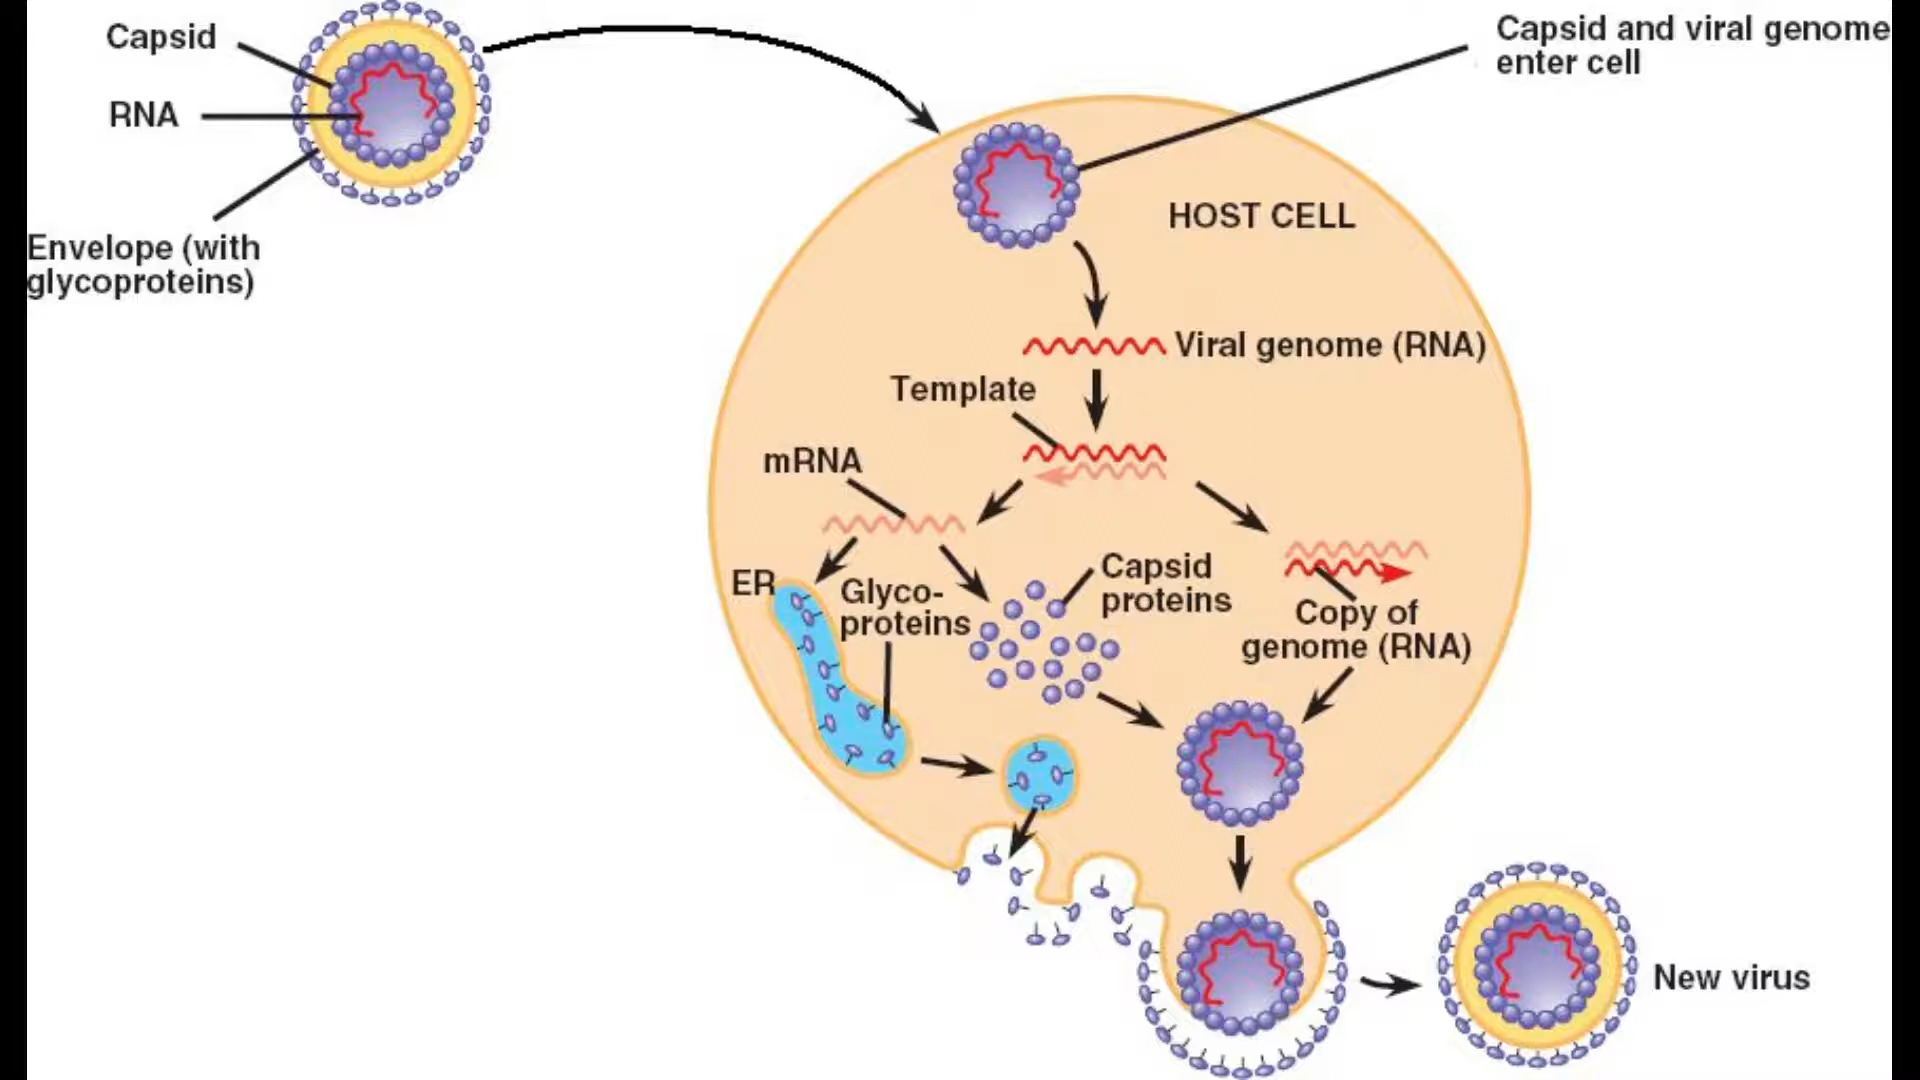 Capsid
RNA
Envelope (with
glycoproteins)
Capsid and viral genome
enter cell
HOST CELL
Viral genome (RNA)
Template
mRNA
ER
Glyco-
proteins
Capsid
proteins
Copy of
genome (RNA)
New virus